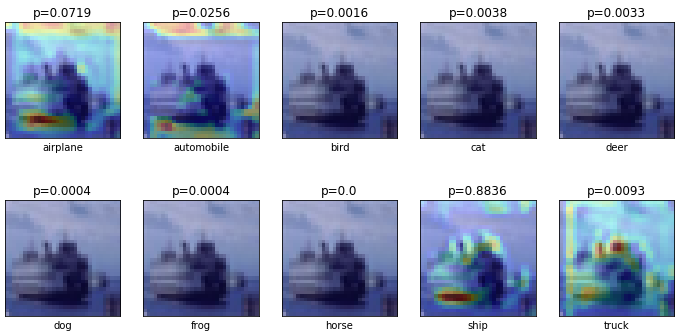 p=0.0719 p=0.0256 p=0.0016 p=0.0038 p=0.0033
airplane automobile bird cat deer
p=0.0004 p=0.0004 p=0.0 p=0.8836 p=0.0093
dog frog horse ship truck